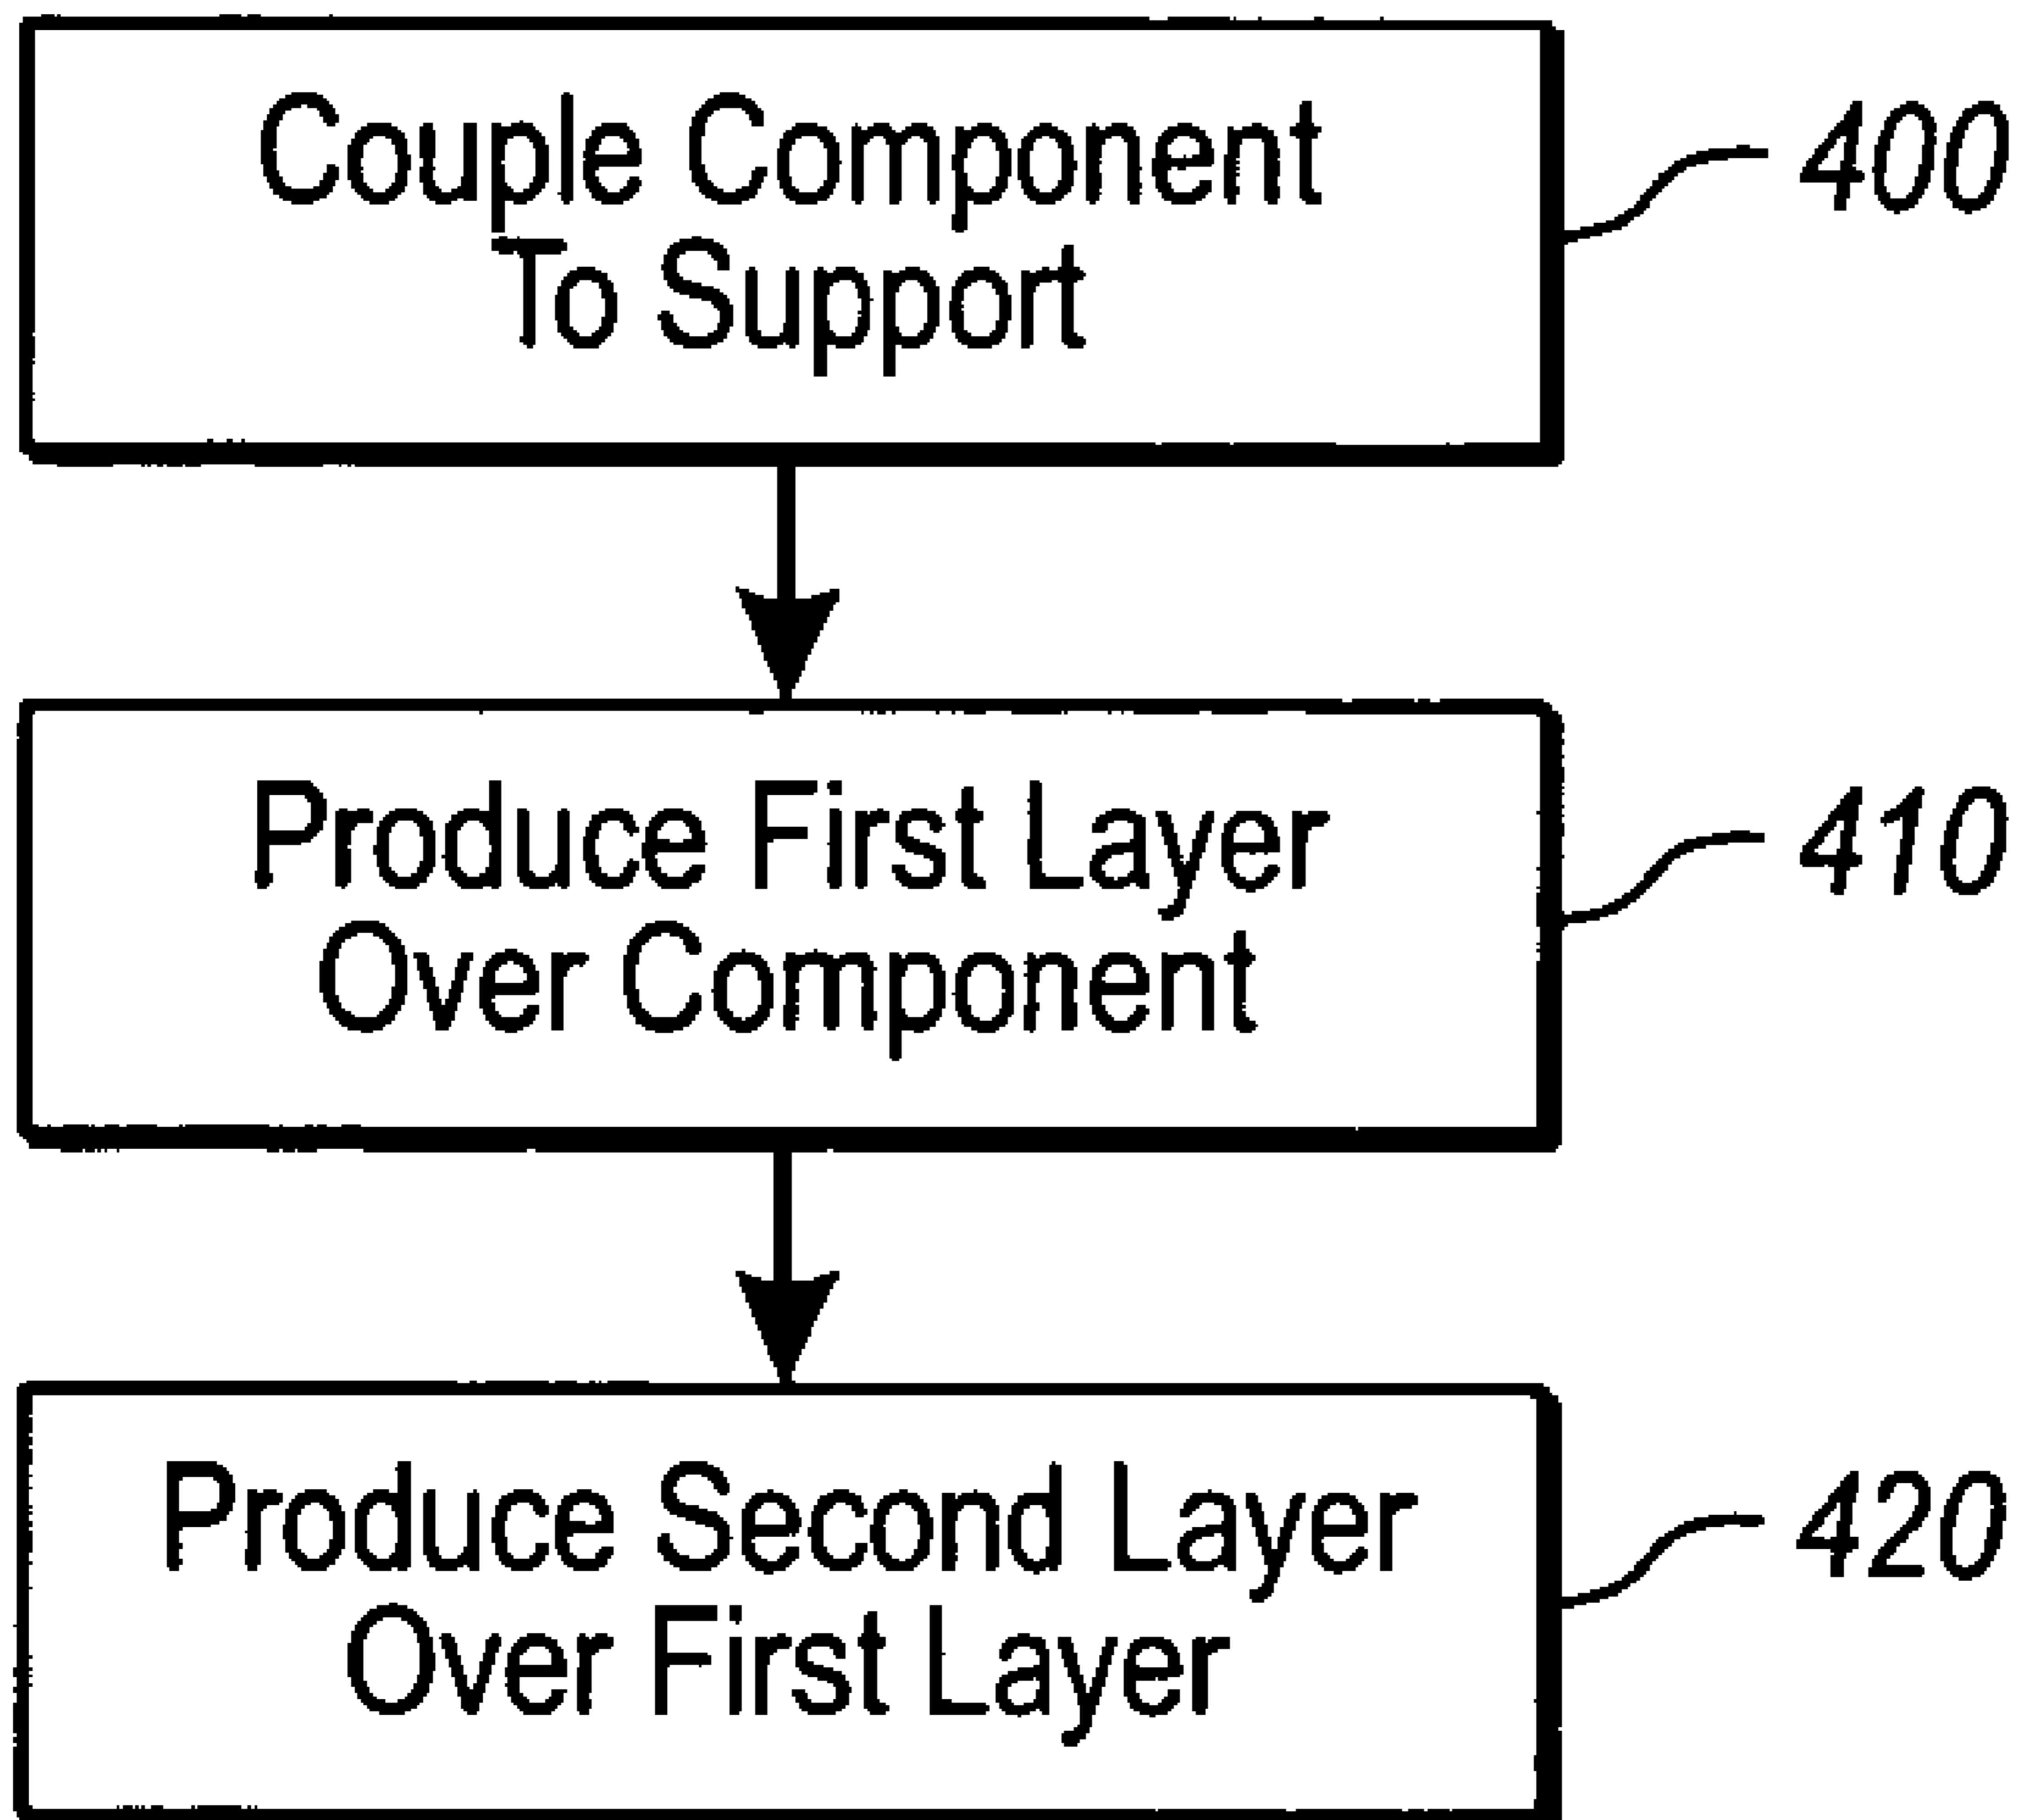 Couple Component
To Support
400
Produce First Layer
Over Component
410
Produce Second Layer
Over First Layer
420